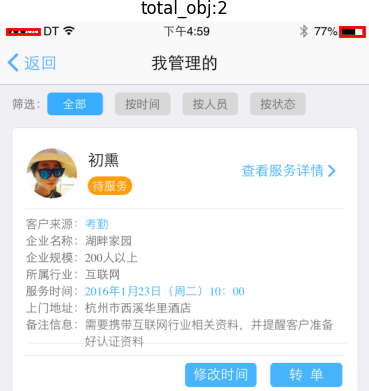 total_obj:2
DT 下午4:59 77%
返回 我管理的
筛选: 全部 按时间 按人员 按状态
初熏
待服务
查看服务详情
客户来源: 考勤
企业名称: 湖畔家园
企业规模: 200人以上
所属行业: 互联网
服务时间: 2016年1月23日（周二）10：00
上门地址: 杭州市西溪华里酒店
备注信息: 需要携带互联网行业相关资料，并提醒客户准备
好认证资料
修改时间 转 单